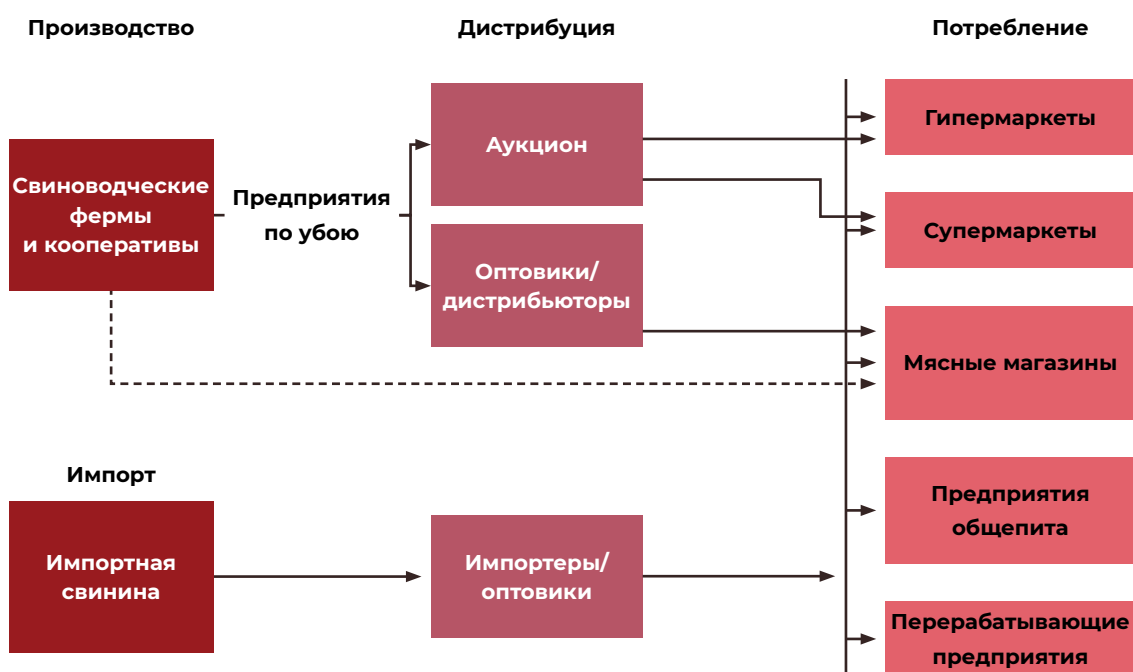 Производство
Дистрибуция
Потребление
Гипермаркеты
Аукцион
Свиноводческие
фермы
и кооперативы
Предприятия
по убою
Супермаркеты
Оптовики/
дистрибьюторы
Мясные магазины
Импорт
Предприятия
общепита
Импортная
свинина
Импортеры/
оптовики
Перерабатывающие
предприятия